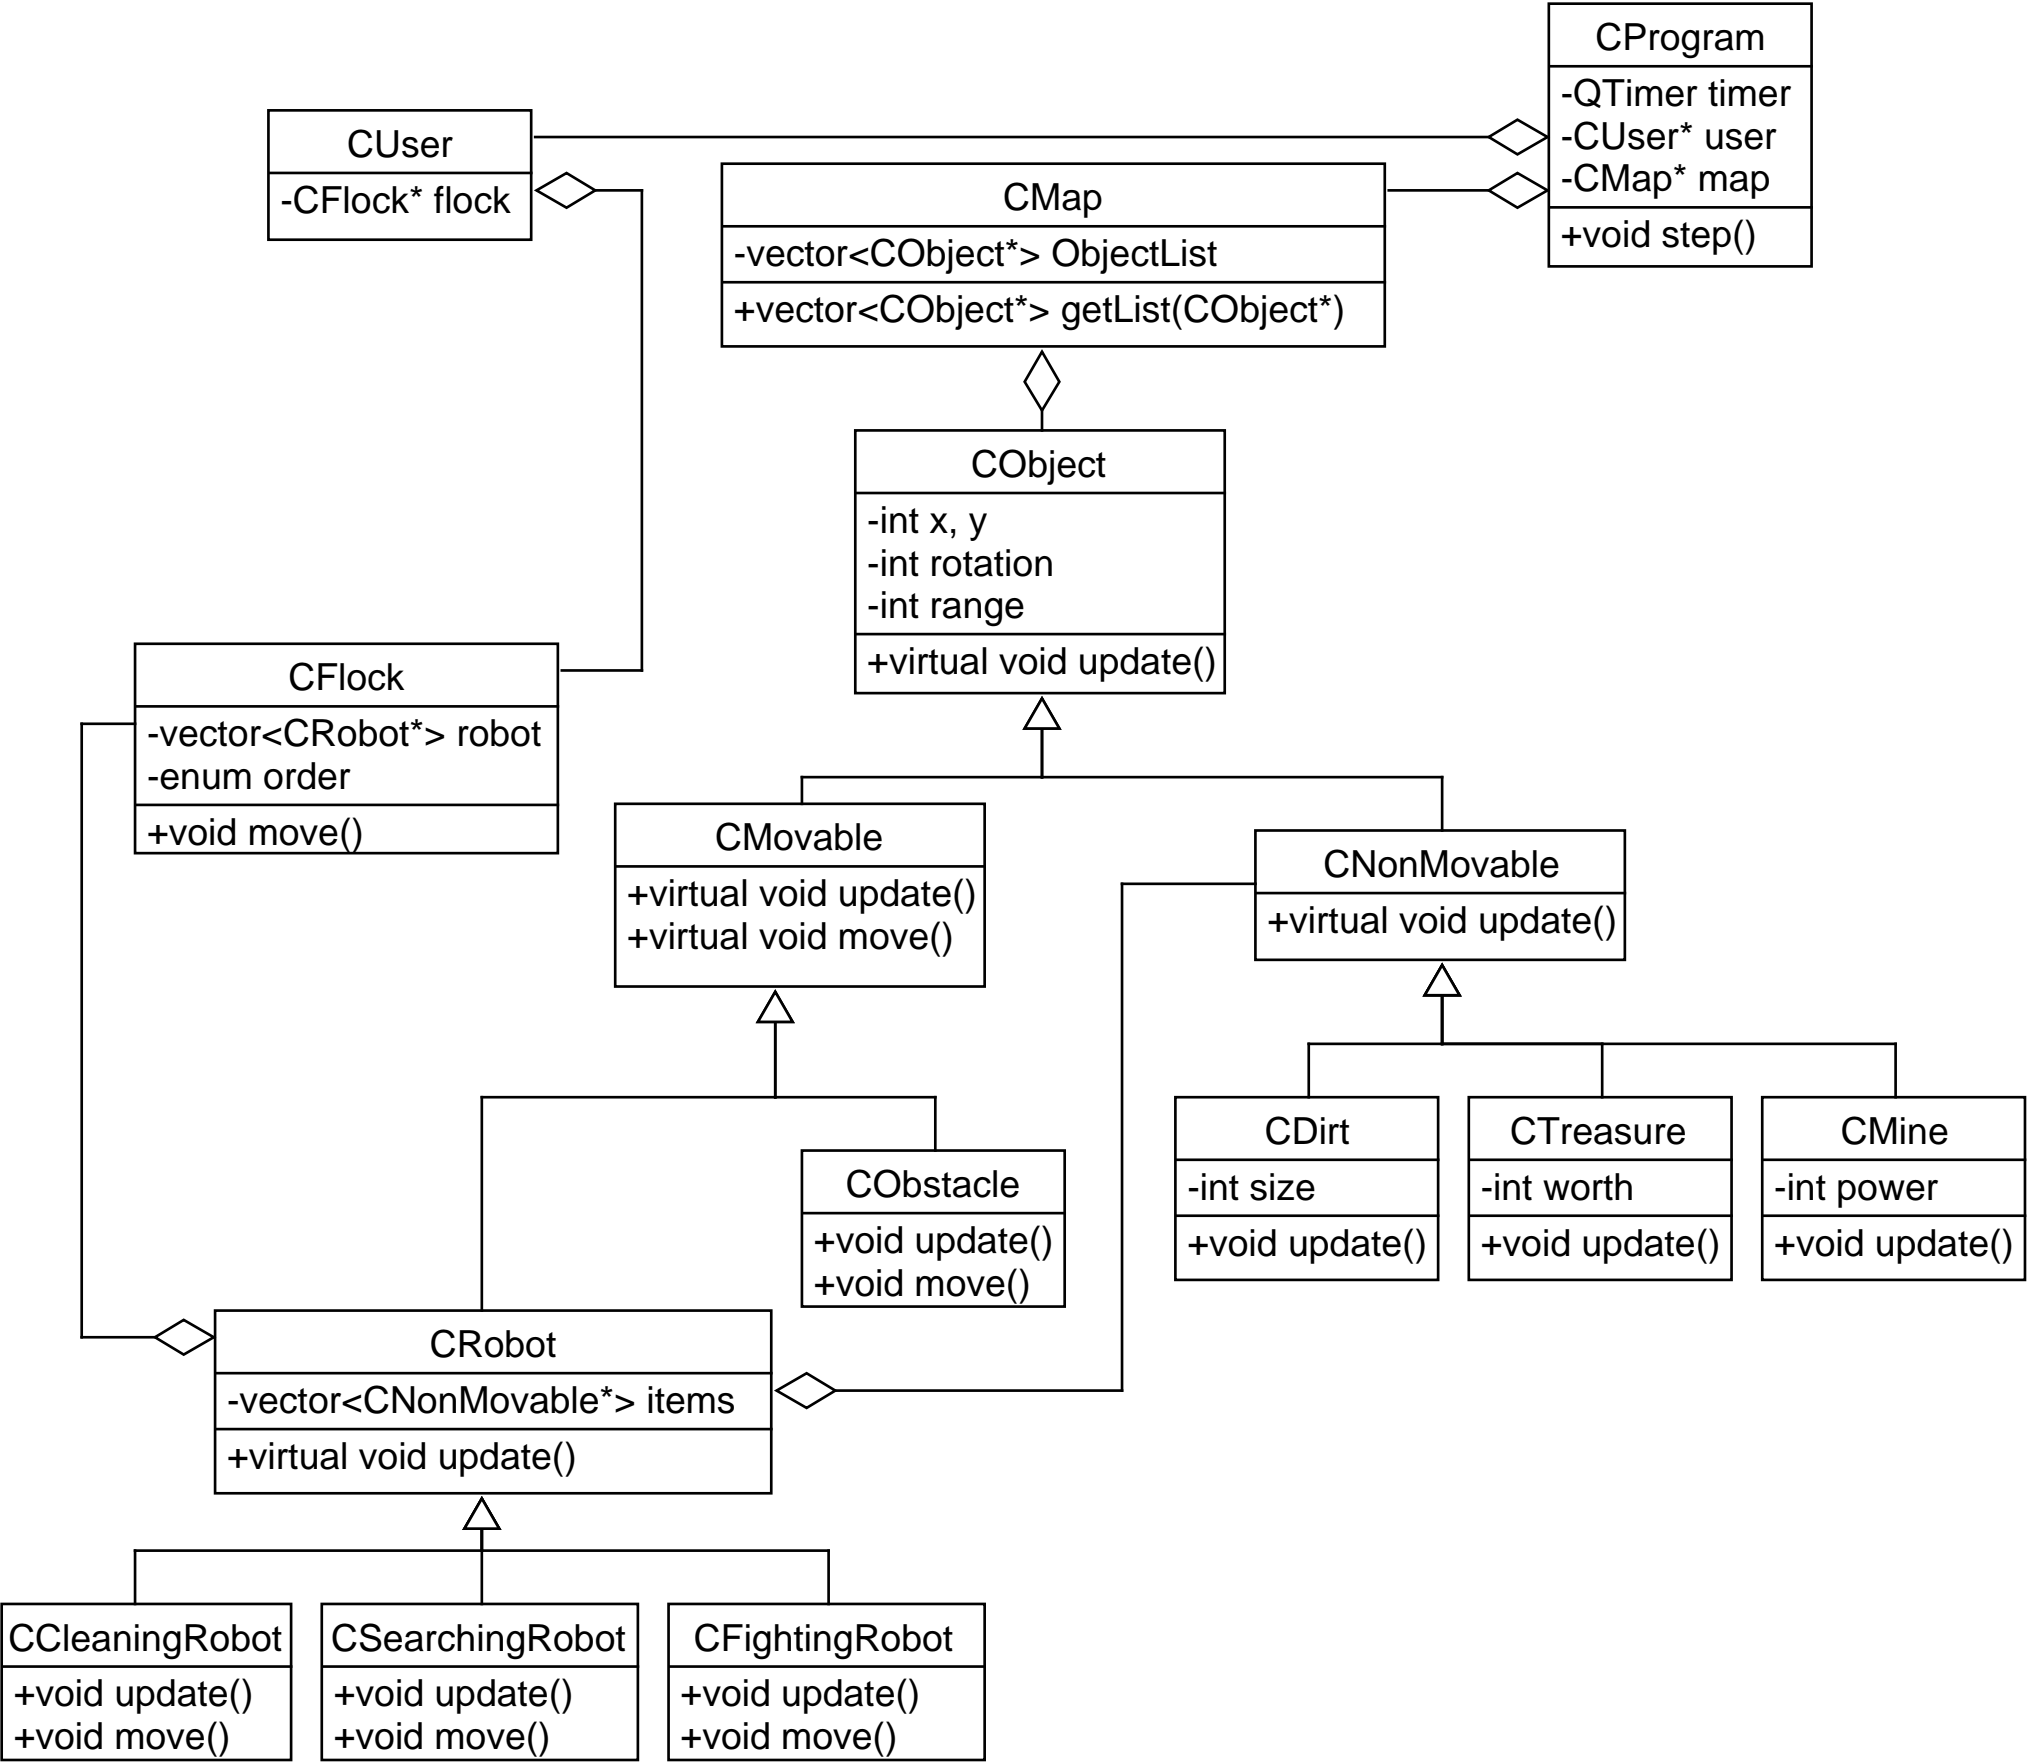 CProgram
-QTimer timer
-CUser* user
-CMap* map
+void step()
CUser
-CFlock* flock
CMap
-vector<CObject*> ObjectList
+vector<CObject*> getList(CObject*)
CObject
-int x, y
-int rotation
-int range
+virtual void update()
CFlock
-vector<CRobot*> robot
-enum order
+void move()
CMovable
+virtual void update()
+virtual void move()
CNonMovable
+virtual void update()
CDirt
-int size
+void update()
CTreasure
-int worth
+void update()
CMine
-int power
+void update()
CObstacle
+void update()
+void move()
CRobot
-vector<CNonMovable*> items
+virtual void update()
CCleaningRobot
+void update()
+void move()
CSearchingRobot
+void update()
+void move()
CFightingRobot
+void update()
+void move()